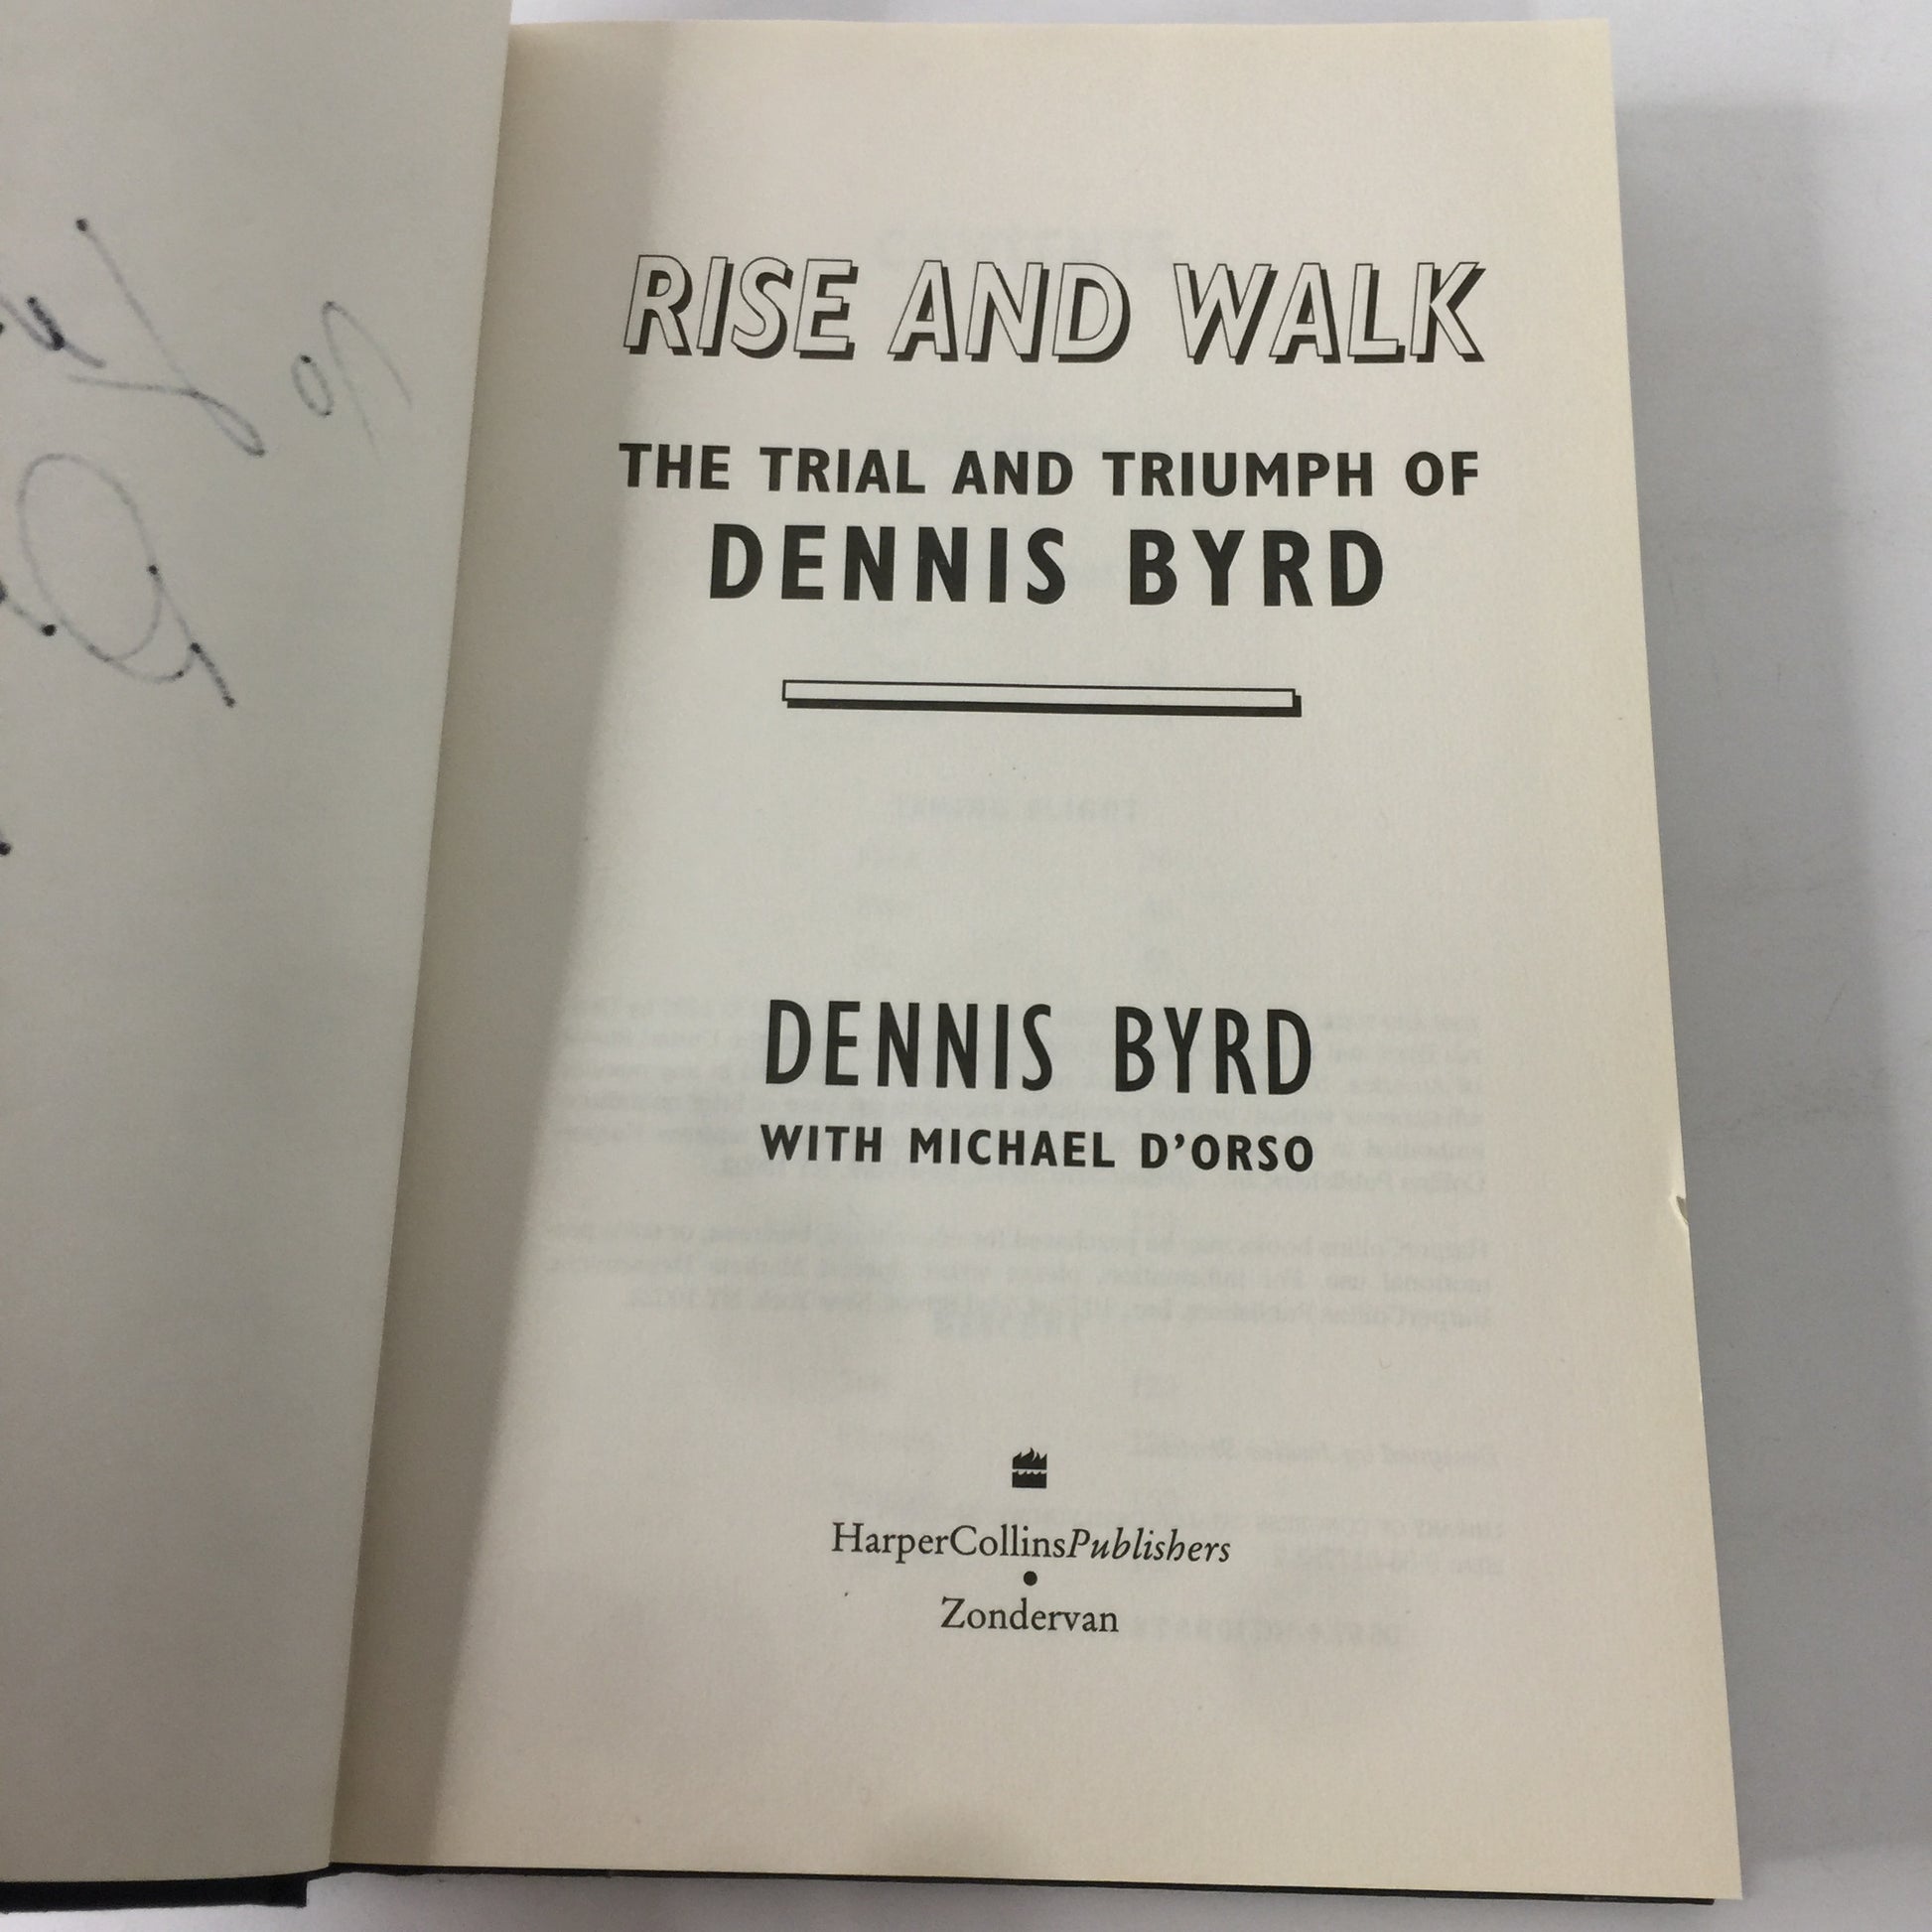 RISE AND WALK
THE TRIAL AND TRIUMPH OF
DENNIS BYRD
DENNIS BYRD
WITH MICHAEL D'ORSO
HarperCollinsPublishers
•
Zondervan